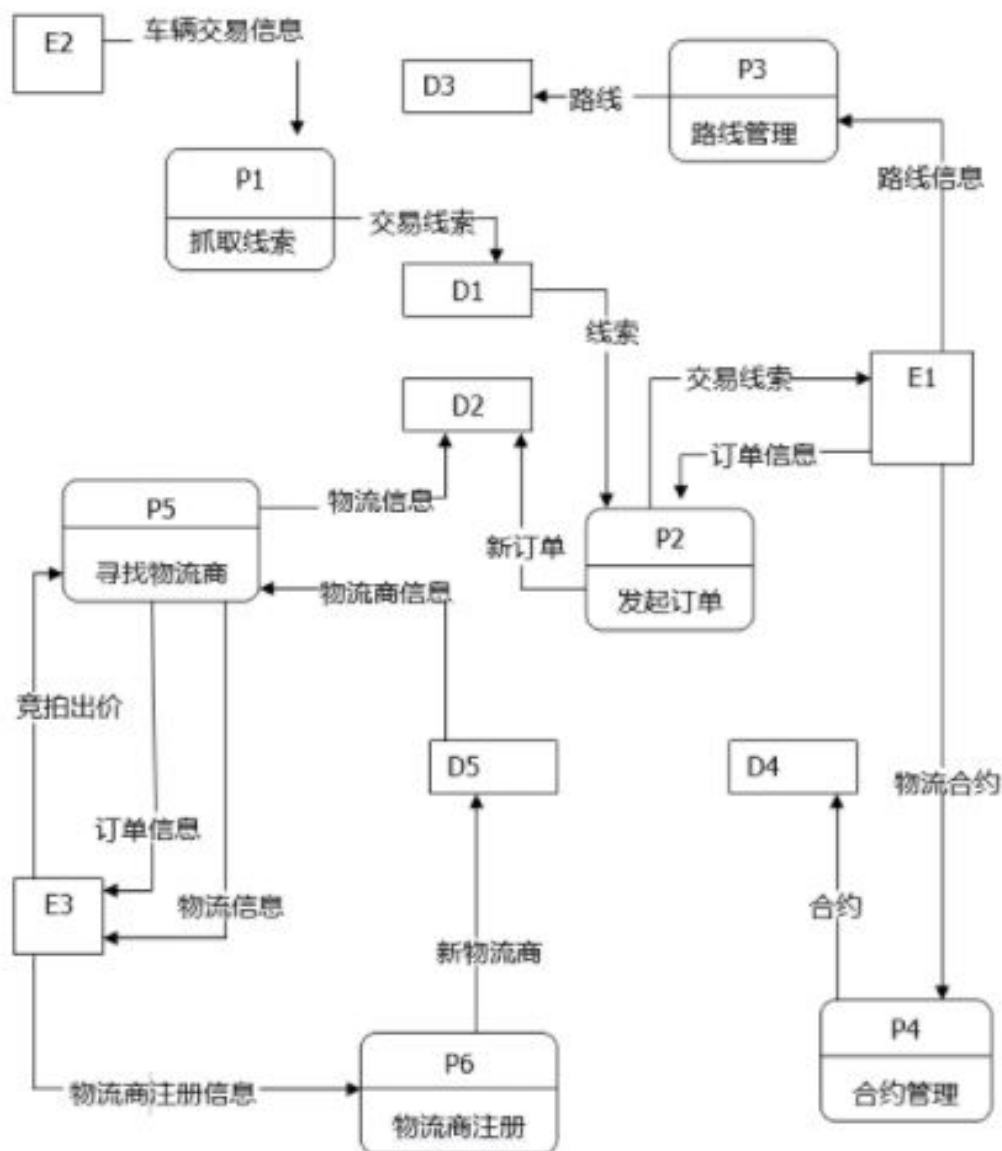 E2
车辆交易信息
P3
D3
路线
路线管理
P1
抓取线索
路线信息
交易线索
D1
线索
E1
交易线索
D2
订单信息
P5
物流信息
P2
新订单
寻找物流商
物流商信息
发起订单
竞拍出价
D5
D4
物流合约
订单信息
E3
物流信息
合约
新物流商
P4
P6
物流商注册信息
合约管理
物流商注册